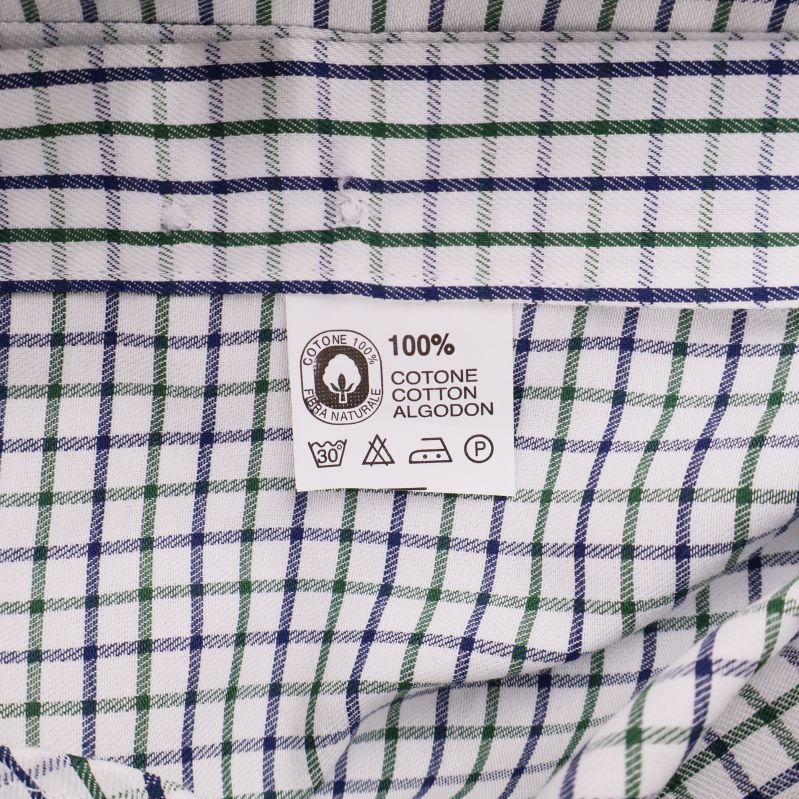 COTONE 100%
FIBRA NATURALE
100%
COTONE
COTTON
ALGODON
30°
P